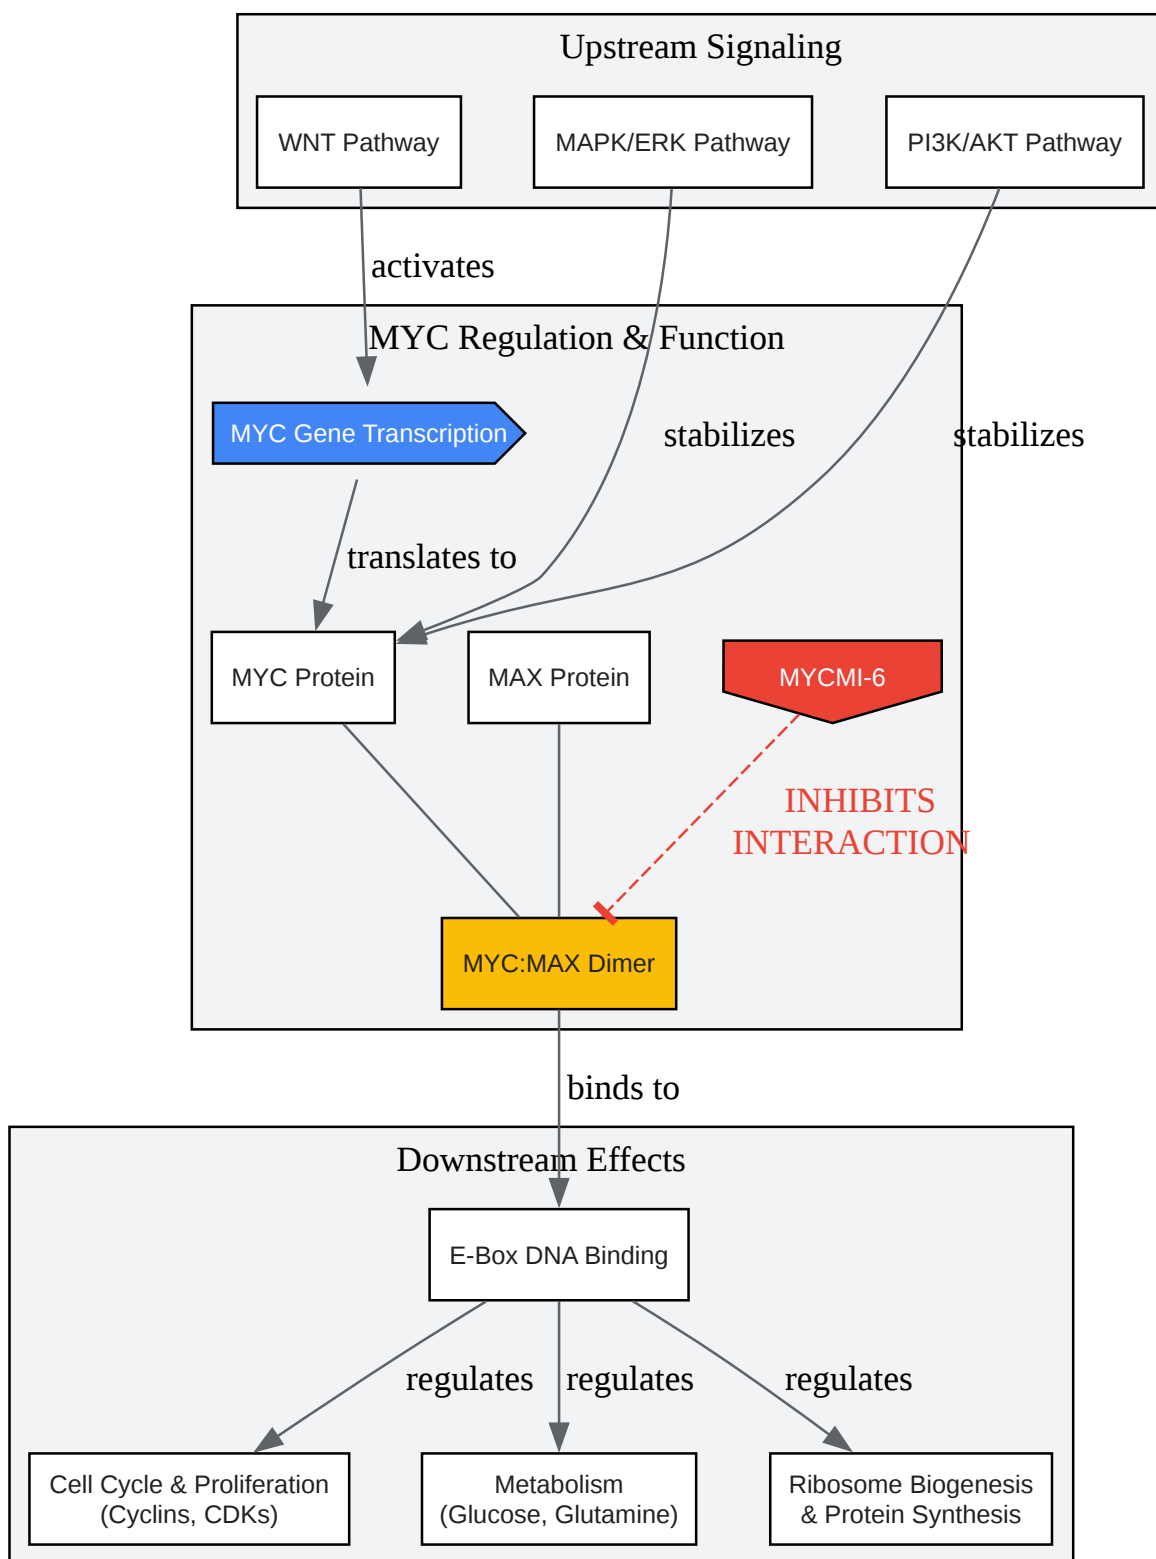 Upstream Signaling
WNT Pathway
MAPK/ERK Pathway
PI3K/AKT Pathway
activates
MYC Regulation & Function
MYC Gene Transcription
stabilizes
stabilizes
translates to
MYC Protein
MAX Protein
MYCMI-6
INHIBITS
INTERACTION
MYC:MAX Dimer
binds to
Downstream Effects
E-Box DNA Binding
regulates
regulates
regulates
Cell Cycle & Proliferation
(Cyclins, CDKs)
Metabolism
(Glucose, Glutamine)
Ribosome Biogenesis
& Protein Synthesis